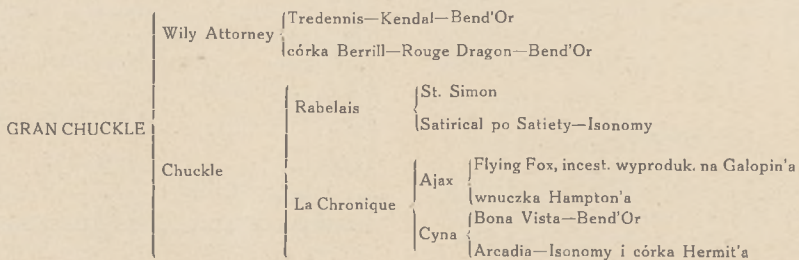 Tredennis—Kendal—Bend'Or
Wily Attorney
córka Berrill—Rouge Dragon—Bend'Or
St. Simon
Rabelais
Satirical po Satiety—Isonomy
GRAN CHUCKLE
Chuckle
Flying Fox, incest. wyproduk. na Galopin'a
Ajax
wnuczka Hampton'a
La Chronique
Bona Vista—Bend'Or
Cyna
Arcadia—Isonomy i córka Hermit'a